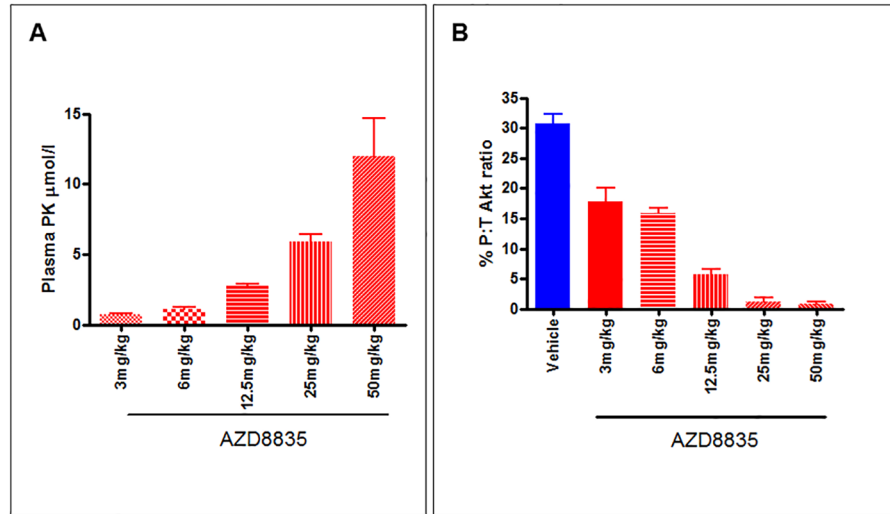 A
Plasma PK μmol/l
15
10
5
0
3mg/kg
6mg/kg
12.5mg/kg
25mg/kg
50mg/kg
AZD8835
B
% P:T Akt ratio
35
30
25
20
15
10
5
0
Vehicle
3mg/kg
6mg/kg
12.5mg/kg
25mg/kg
50mg/kg
AZD8835